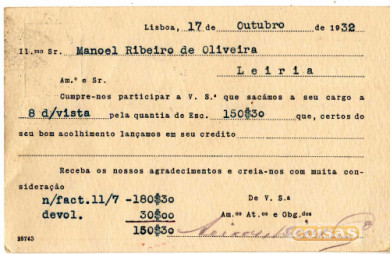 Lisboa, 17 de Outubro de 1932
Il.mo Sr. Manoel Ribeiro de Oliveira
Leiria
Am.º e Sr.
Cumpre-nos participar a V. S.ª que sacámos a seu cargo a
8 d/vista pela quantia de Esc. 150$30 que, certos do
seu bom acolhimento lançamos em seu credito
Receba os nossos agradecimentos e creia-nos com muita con-
sideração
n/fact.11/7 -180$30 De V. S.ª
devol. 30$00 Am.os At.os e Obg.dos
150$30
coisas